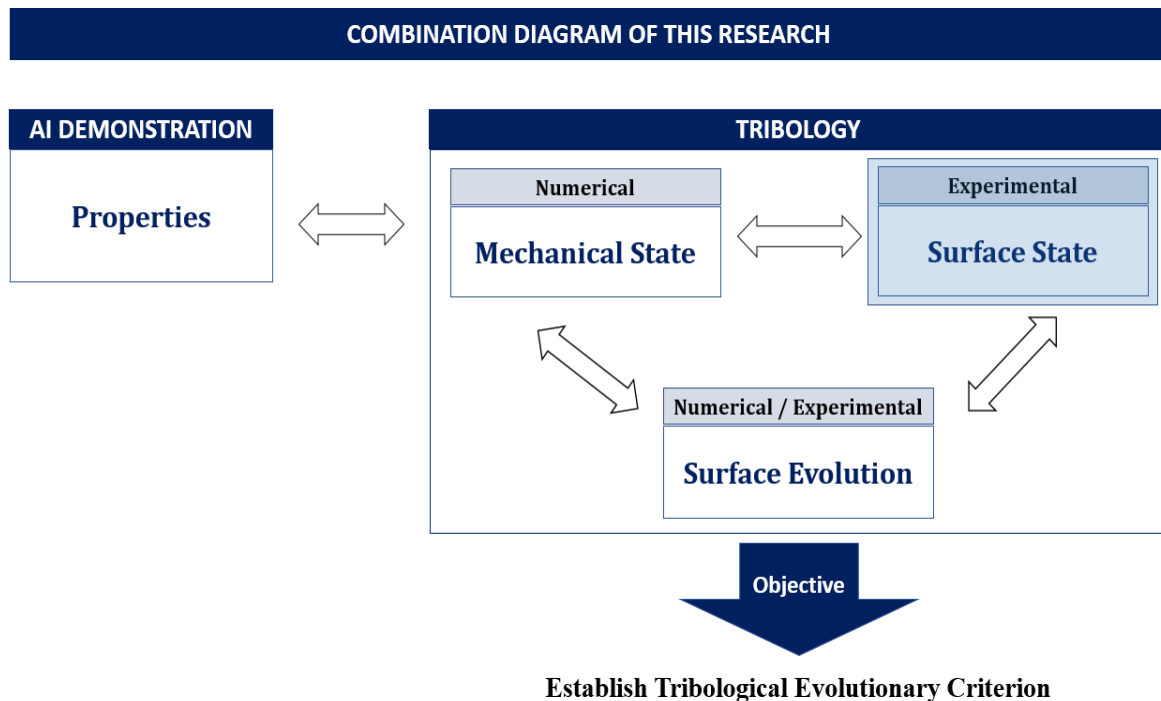 COMBINATION DIAGRAM OF THIS RESEARCH
AI DEMONSTRATION
Properties
TRIBOLOGY
Numerical
Mechanical State
Experimental
Surface State
Numerical / Experimental
Surface Evolution
Objective
Establish Tribological Evolutionary Criterion